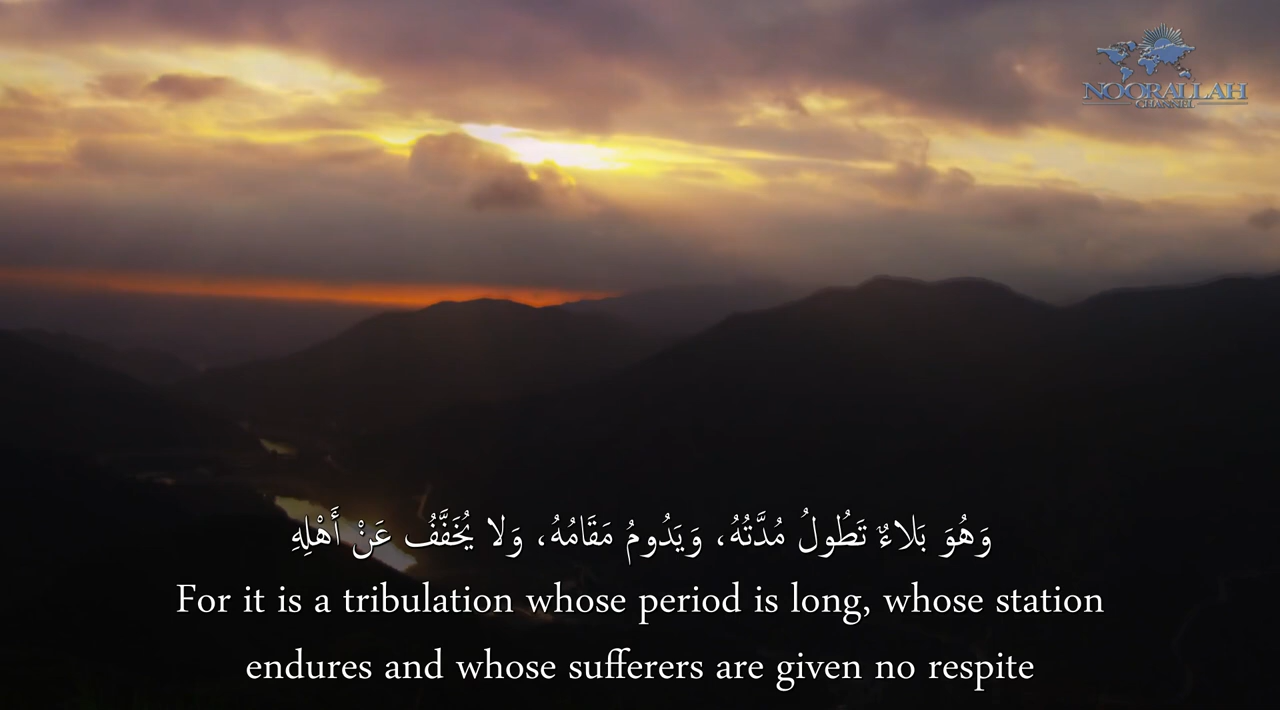 NOORALLAH
CHANNEL
وَهُوَ بَلاءٌ تَطُولُ مُدَّتُهُ، وَيَدُومُ مَقَامُهُ، وَلا يُخَفَّفُ عَنْ أَهْلِهِ
For it is a tribulation whose period is long, whose station
endures and whose sufferers are given no respite